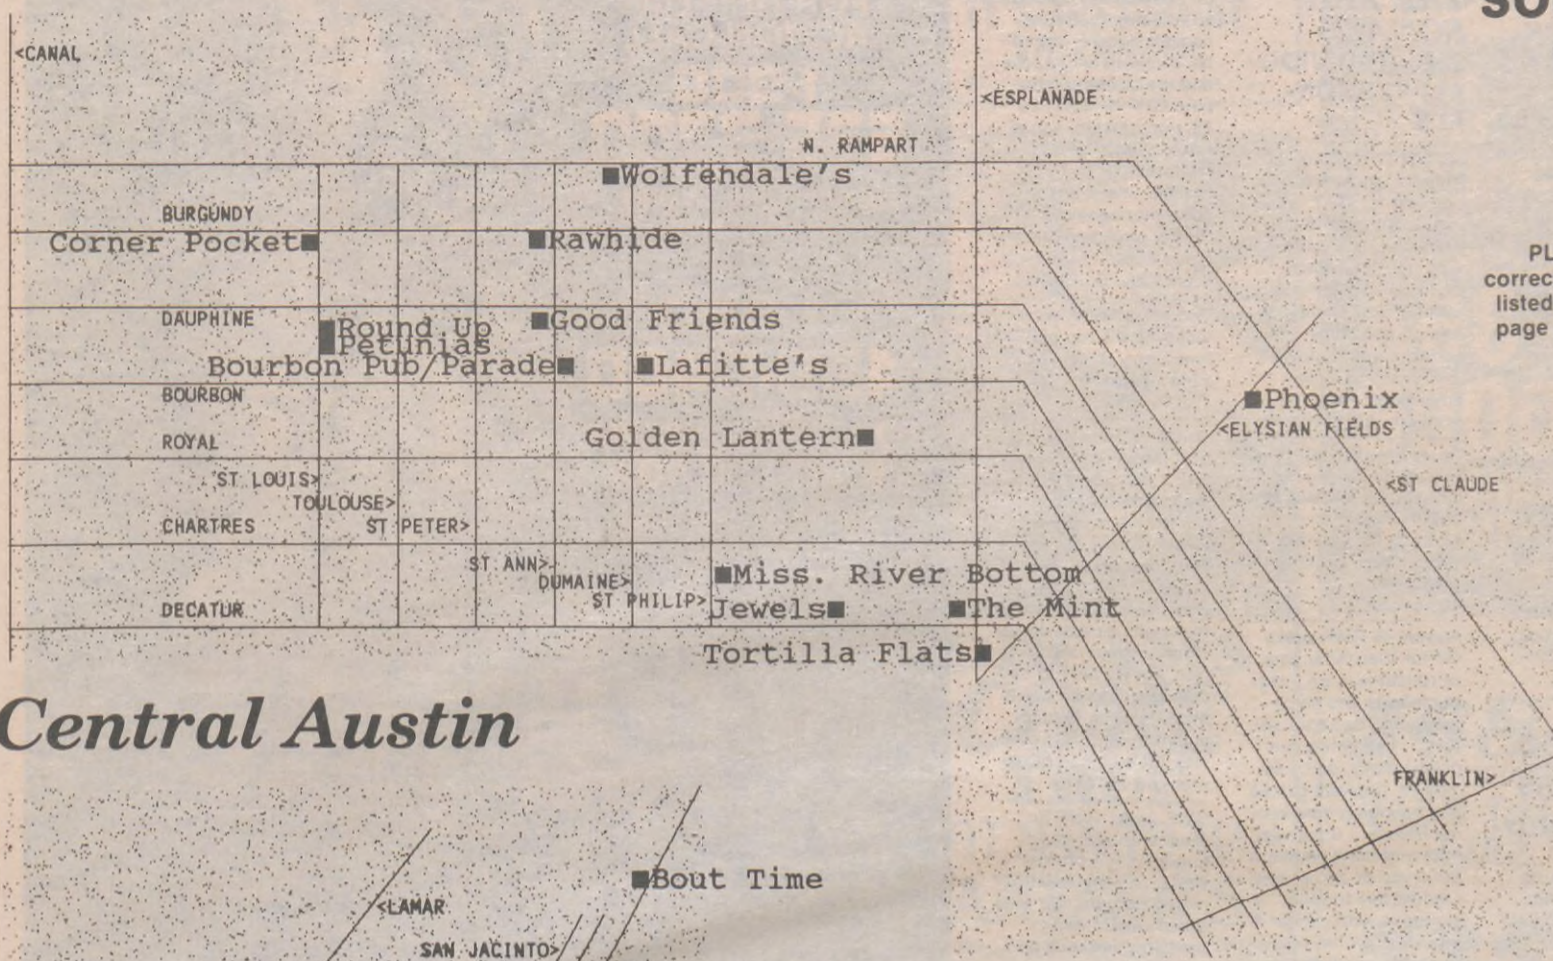 SO
<CANAL
<ESPLANADE
N. RAMPART
■Wolfendale's
BURGUNDY
Corner Pocket■
■Rawhide
PL
correc
listed
page
DAUPHINE
■Round Up
■Good Friends
■Petunias
Bourbon Pub/Parade■
■Lafitte's
BOURBON
■Phoenix
<ELYSIAN FIELDS
ROYAL
Golden Lantern■
ST LOUIS>
<ST CLAUDE
TOULOUSE>
CHARTRES
ST PETER>
ST ANN>
DUMAINE>
■Miss. River Bottom
ST PHILIP>
DECATUR
Jewels■
■The Mint
Tortilla Flats■
Central Austin
FRANKLIN>
■Bout Time
<LAMAR
SAN JACINTO>